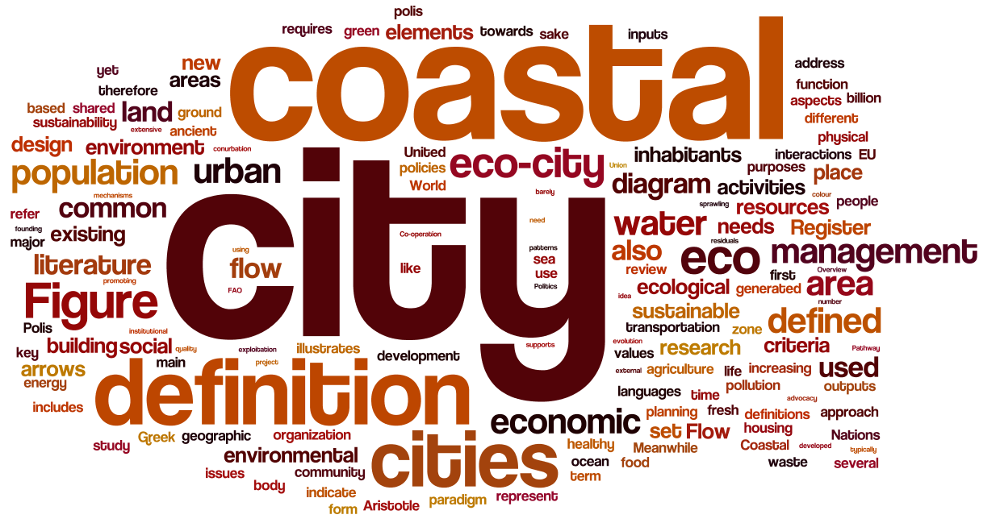 polis
requires green elements towards sake inputs
coastal
new
areas
yet
therefore
address
function
aspects billion
different
physical
based shared land ground
sustainability
extensive
ancient
design environment conurbation
population urban
United
policies
World
eco-city
Union
inhabitants
interactions EU
purposes place
diagram activities
colour
people
sprawling
resources
city
mechanisms
refer common
founding
major existing
barely
need
Co-operation
patterns
sea
use
Politics
like
using
flow
FAO
water needs Register
residuals
also eco management
review
first
Overview
literature
promoting
idea
ecological generated area
number
Figure
sustainable
transportation zone defined
Polis
institutional
key building social quality
exploitation illustrates
development
supports
evolution
values research criteria Pathway
arrows
energy
main
project
external agriculture life increasing used
pollution outputs
includes
definition
languages time
advocacy
economic
planning fresh definitions approach
set Flow housing
Nations
study Greek geographic organization
environmental
cities
healthy Meanwhile
Coastal developed typically
ocean food
waste several
issues community
term
body
indicate
form Aristotle paradigm represent